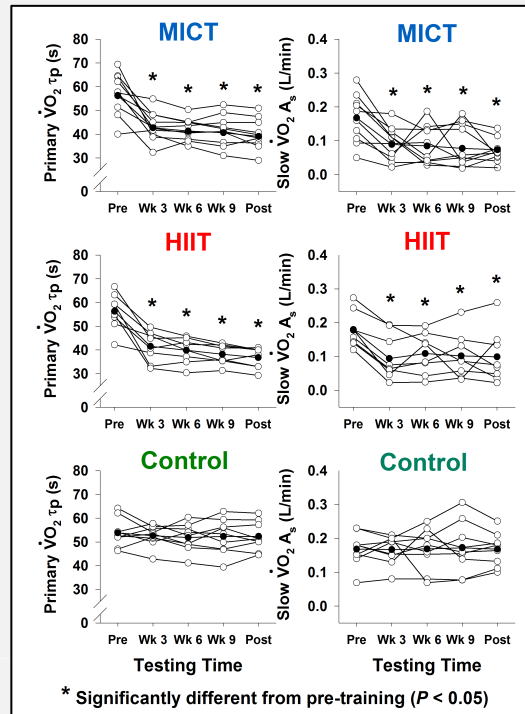 MICT
MICT
Primary V̇O₂ τp (s)
80
70
60
50
40
30
0
* * * *
Pre Wk 3 Wk 6 Wk 9 Post
Slow V̇O₂ Aₛ (L/min)
0.4
0.3
0.2
0.1
0.0
* * * *
Pre Wk 3 Wk 6 Wk 9 Post
HIIT
HIIT
Primary V̇O₂ τp (s)
80
70
60
50
40
30
0
* * * *
Pre Wk 3 Wk 6 Wk 9 Post
Slow V̇O₂ Aₛ (L/min)
0.4
0.3
0.2
0.1
0.0
* * * *
Pre Wk 3 Wk 6 Wk 9 Post
Control
Control
Primary V̇O₂ τp (s)
80
70
60
50
40
30
0
Pre Wk 3 Wk 6 Wk 9 Post
Slow V̇O₂ Aₛ (L/min)
0.4
0.3
0.2
0.1
0.0
Pre Wk 3 Wk 6 Wk 9 Post
Testing Time
Testing Time
* Significantly different from pre-training (P < 0.05)